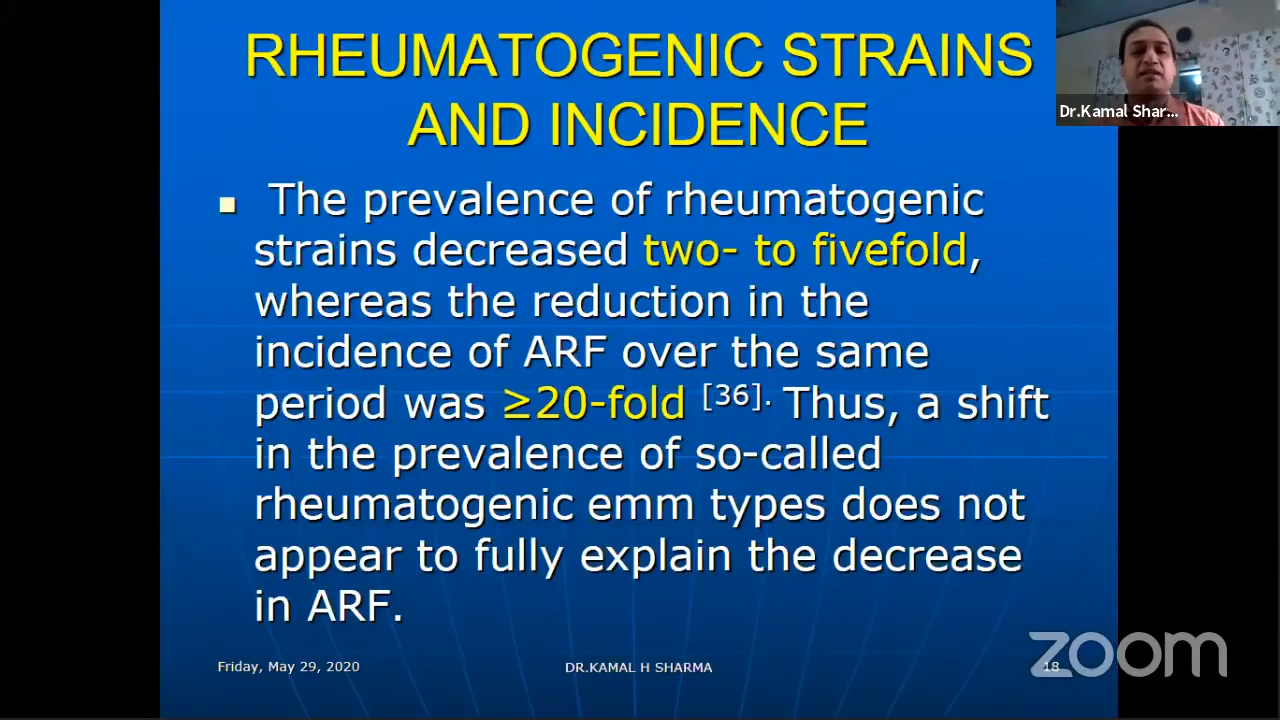 RHEUMATOGENIC STRAINS
AND INCIDENCE
Dr.Kamal Shar...
The prevalence of rheumatogenic
strains decreased two- to fivefold,
whereas the reduction in the
incidence of ARF over the same
period was ≥20-fold [36]. Thus, a shift
in the prevalence of so-called
rheumatogenic emm types does not
appear to fully explain the decrease
in ARF.
Friday, May 29, 2020
DR.KAMAL H SHARMA
18
zoom